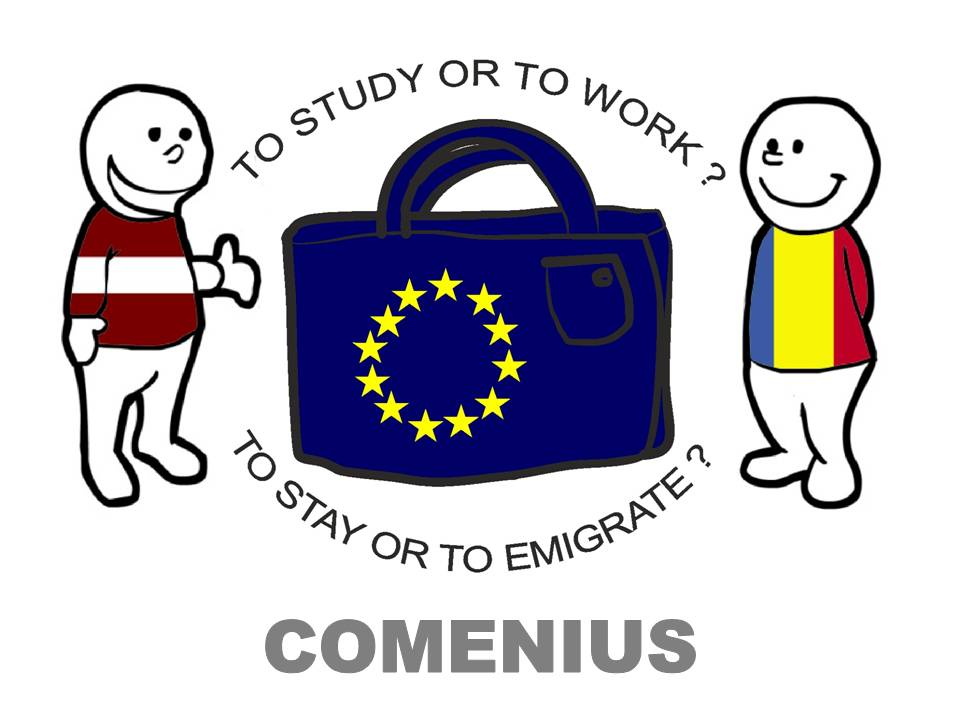 TO STUDY OR TO WORK ?
TO STAY OR TO EMIGRATE ?
COMENIUS